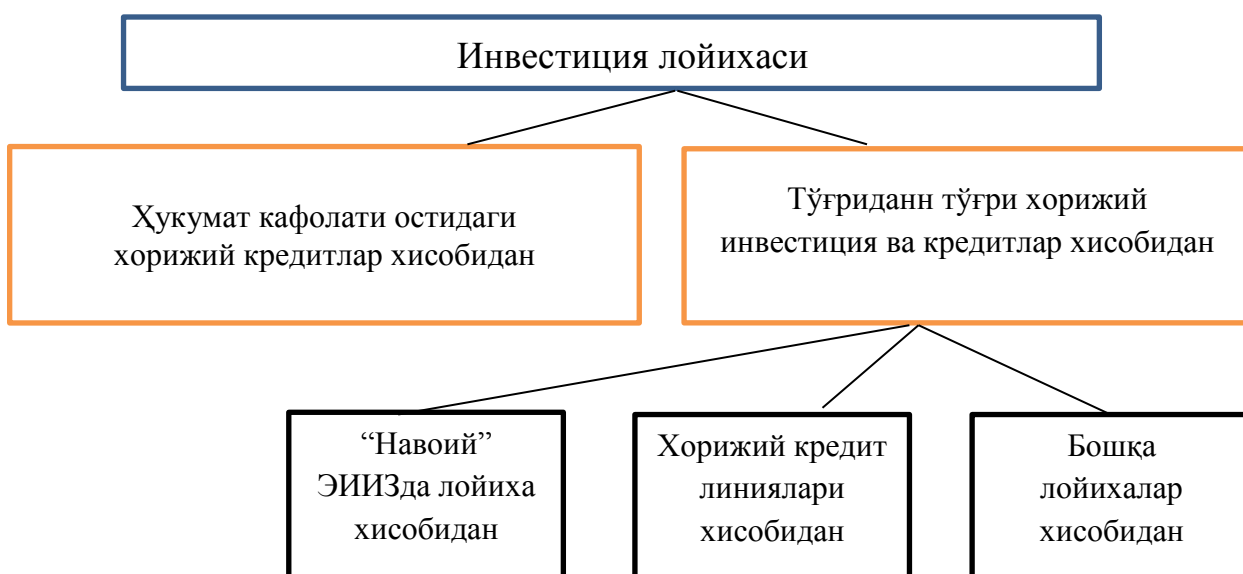 Инвестиция лойихаси
Ҳукумат кафолати остидаги
хорижий кредитлар хисобидан
Тўғриданн тўғри хорижий
инвестиция ва кредитлар хисобидан
“Навоий”
ЭИИЗда лойиха
хисобидан
Хорижий кредит
линиялари
хисобидан
Бошқа
лойихалар
хисобидан